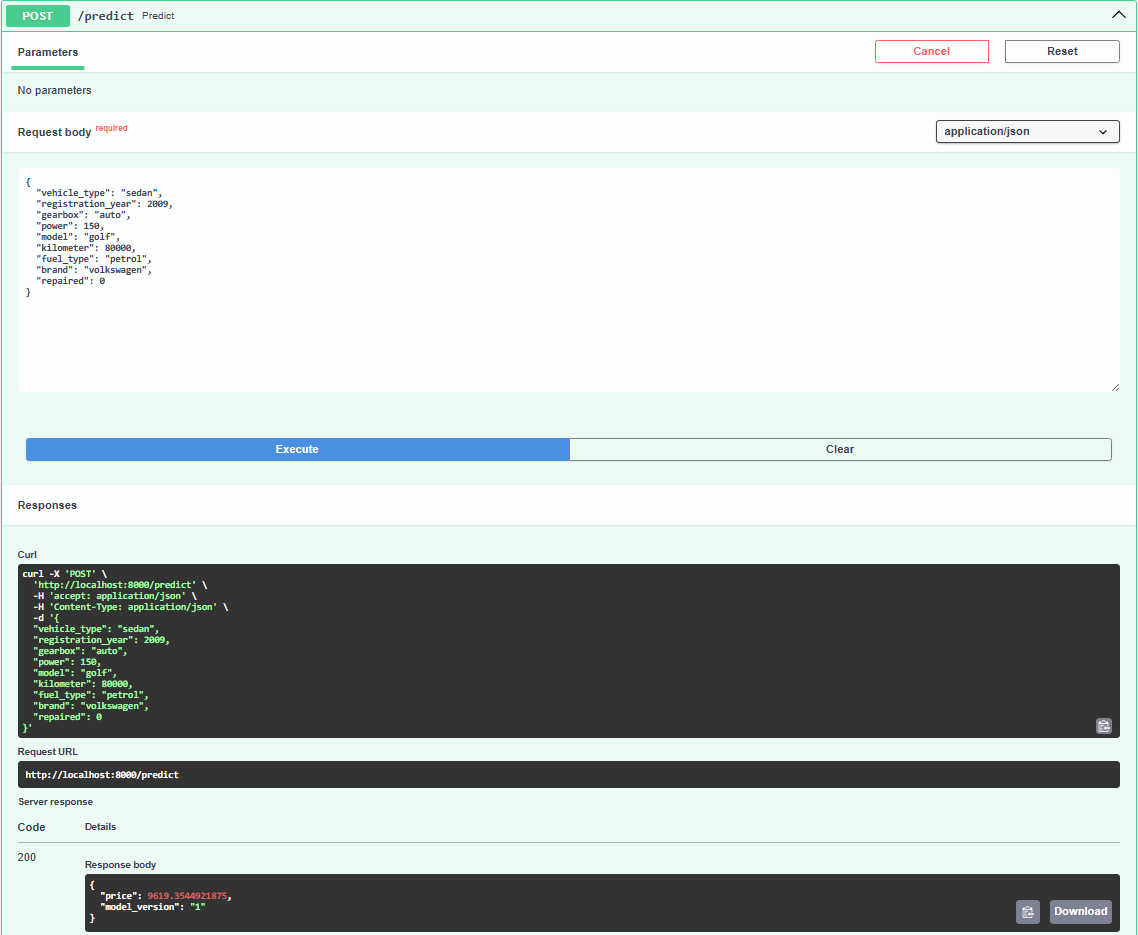 POST /predict Predict
Parameters Cancel Reset
No parameters
Request body required application/json
{
  "vehicle_type": "sedan",
  "registration_year": 2009,
  "gearbox": "auto",
  "power": 150,
  "model": "golf",
  "kilometer": 80000,
  "fuel_type": "petrol",
  "brand": "volkswagen",
  "repaired": 0
}
Execute Clear
Responses
Curl
curl -X 'POST' \
  'http://localhost:8000/predict' \
  -H 'accept: application/json' \
  -H 'Content-Type: application/json' \
  -d '{
  "vehicle_type": "sedan",
  "registration_year": 2009,
  "gearbox": "auto",
  "power": 150,
  "model": "golf",
  "kilometer": 80000,
  "fuel_type": "petrol",
  "brand": "volkswagen",
  "repaired": 0
}'
Request URL
http://localhost:8000/predict
Server response
Code Details
200
Response body
{
  "price": 9619.3544921875,
  "model_version": "1"
}
Download